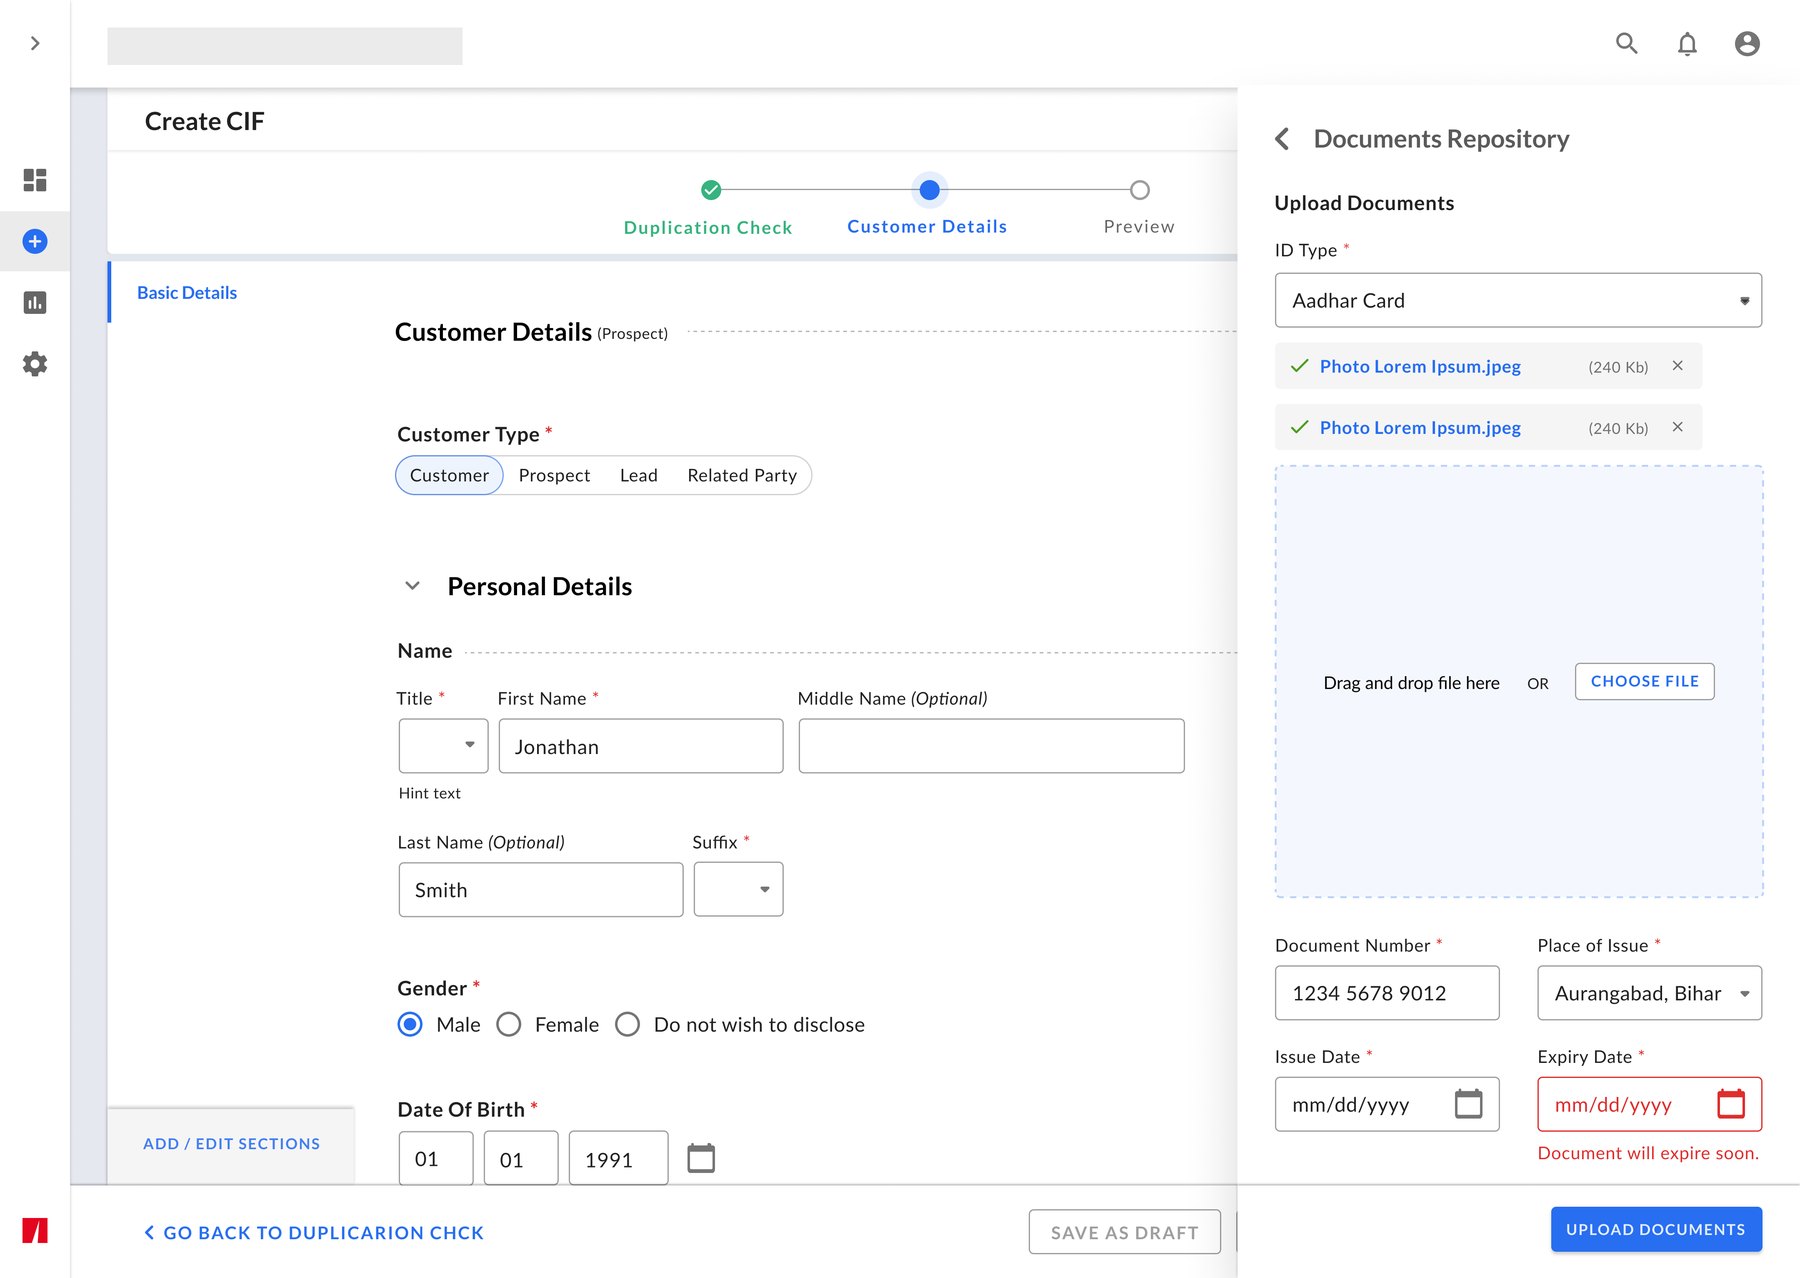 Create CIF
Duplication Check
Customer Details
Preview
Basic Details
Customer Details (Prospect)
Customer Type *
Customer Prospect Lead Related Party
Personal Details
Name
Title * First Name * Middle Name (Optional)
Jonathan
Hint text
Last Name (Optional) Suffix *
Smith
Gender *
Male Female Do not wish to disclose
Date Of Birth *
01 01 1991
ADD / EDIT SECTIONS
GO BACK TO DUPLICARION CHCK
SAVE AS DRAFT
Documents Repository
Upload Documents
ID Type *
Aadhar Card
Photo Lorem Ipsum.jpeg (240 Kb)
Photo Lorem Ipsum.jpeg (240 Kb)
Drag and drop file here OR CHOOSE FILE
Document Number * Place of Issue *
1234 5678 9012 Aurangabad, Bihar
Issue Date * Expiry Date *
mm/dd/yyyy mm/dd/yyyy
Document will expire soon.
UPLOAD DOCUMENTS